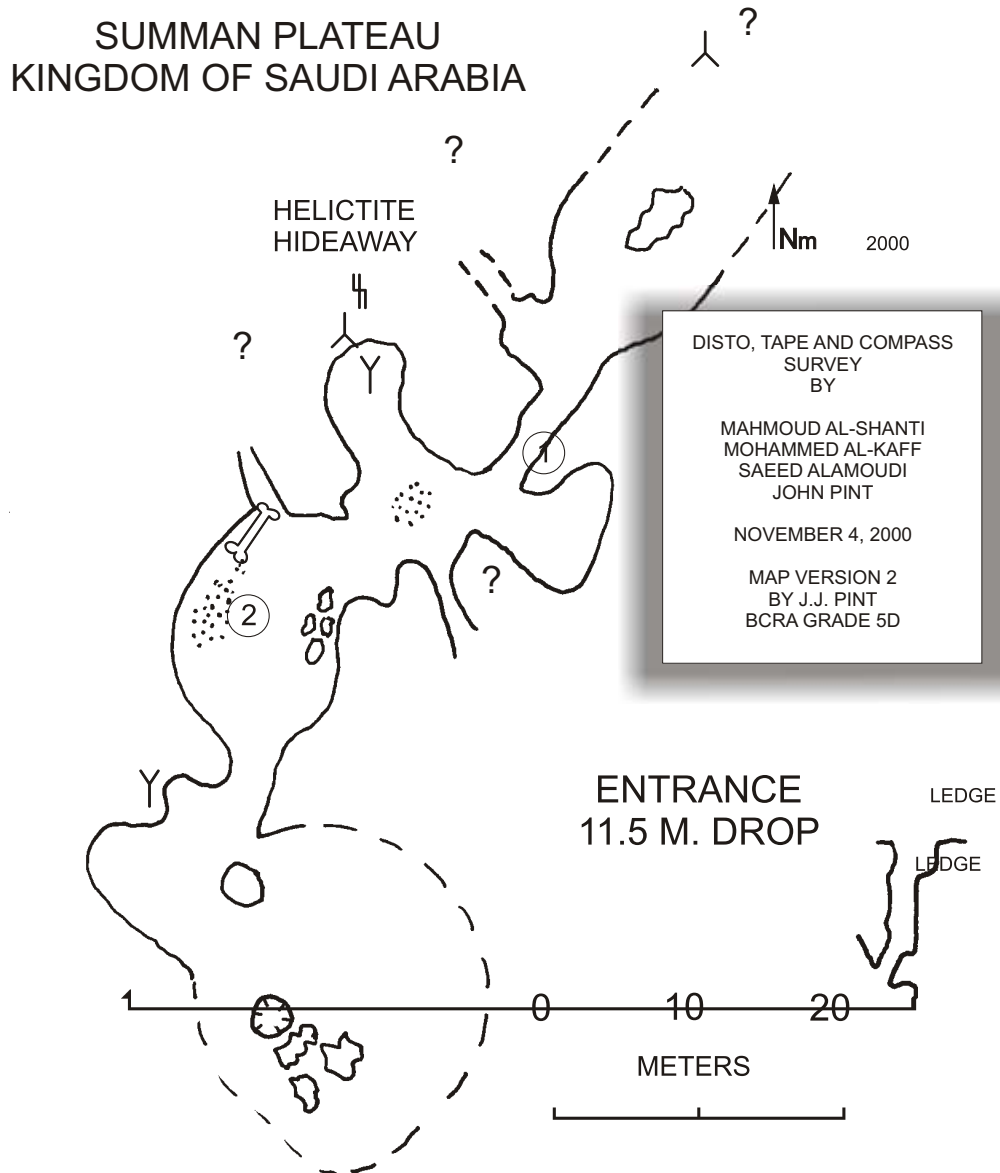 SUMMAN PLATEAU
KINGDOM OF SAUDI ARABIA
?
?
HELICTITE
HIDEAWAY
Nm
2000
?
DISTO, TAPE AND COMPASS
SURVEY
BY
MAHMOUD AL-SHANTI
MOHAMMED AL-KAFF
SAEED ALAMOUDI
JOHN PINT
NOVEMBER 4, 2000
MAP VERSION 2
BY J.J. PINT
BCRA GRADE 5D
1
?
2
ENTRANCE
11.5 M. DROP
LEDGE
LEDGE
0 10 20
METERS